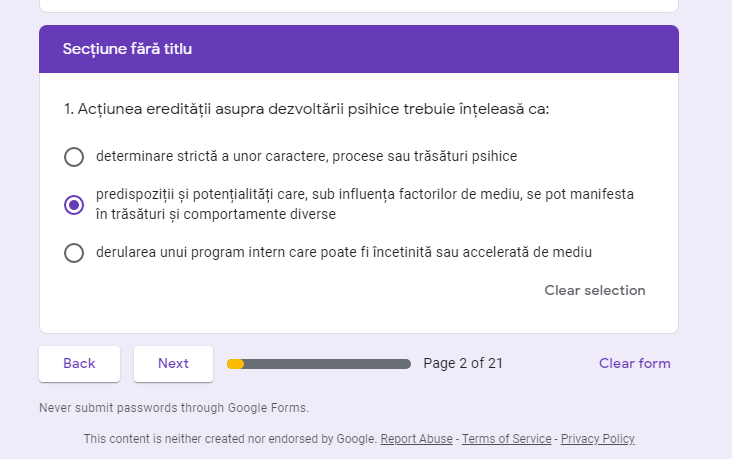 Secțiune fără titlu
1. Acțiunea eredității asupra dezvoltării psihice trebuie înțeleasă ca:
determinare strictă a unor caractere, procese sau trăsături psihice
predispoziții și potențialități care, sub influența factorilor de mediu, se pot manifesta
în trăsături și comportamente diverse
derularea unui program intern care poate fi încetinită sau accelerată de mediu
Clear selection
Back Next Page 2 of 21 Clear form
Never submit passwords through Google Forms.
This content is neither created nor endorsed by Google. Report Abuse - Terms of Service - Privacy Policy